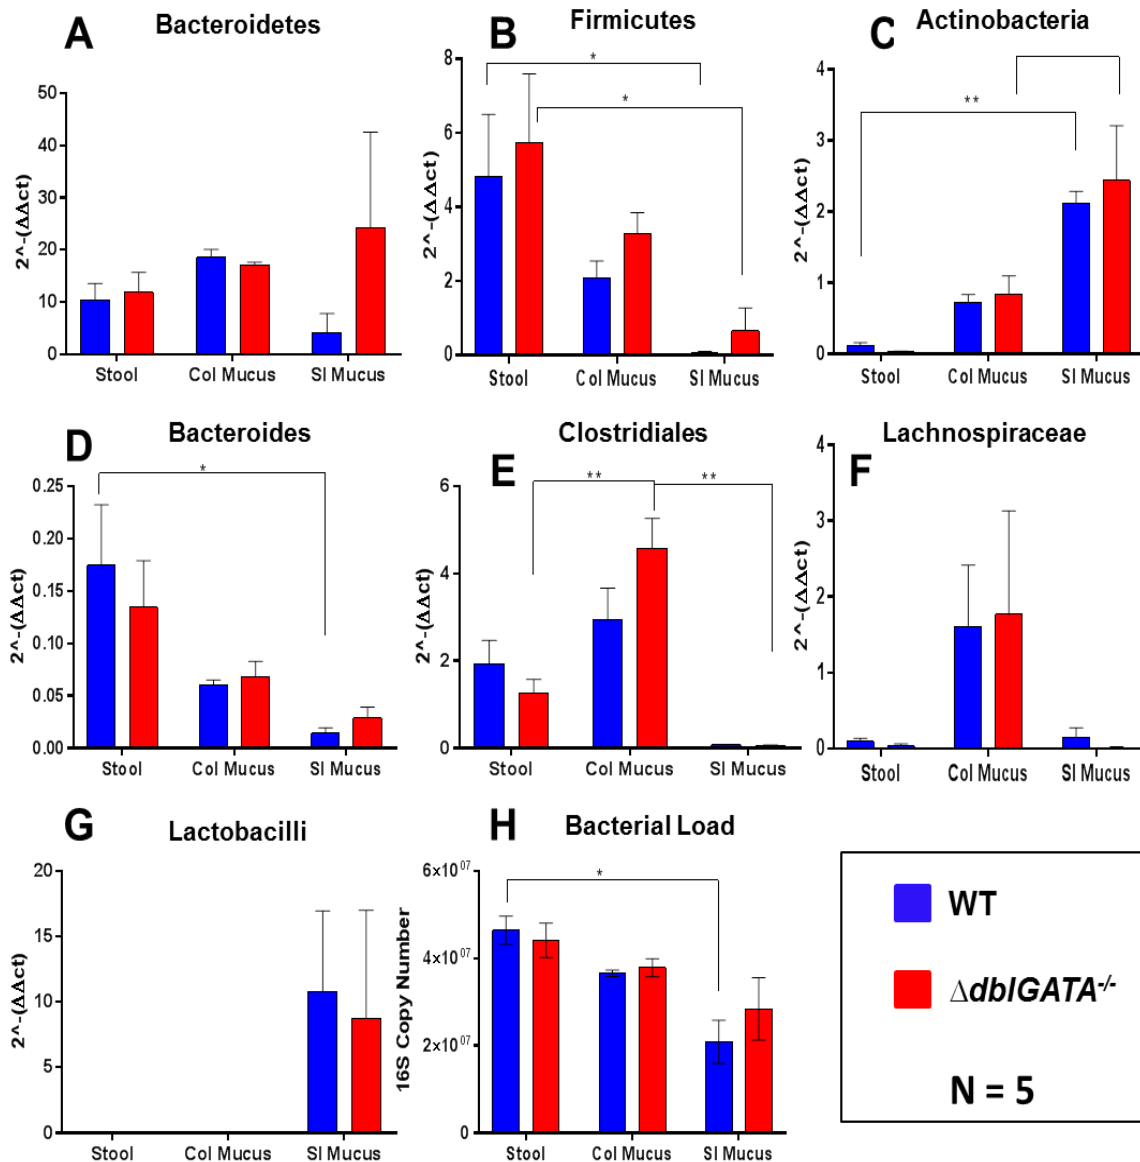 A Bacteroidetes
2^-(ΔΔct)
50
40
30
20
10
0
Stool Col Mucus SI Mucus
B Firmicutes
2^-(ΔΔct)
8
6
4
2
0
*
*
Stool Col Mucus SI Mucus
C Actinobacteria
2^-(ΔΔct)
4
3
2
1
0
**
Stool Col Mucus SI Mucus
D Bacteroides
2^-(ΔΔct)
0.25
0.20
0.15
0.10
0.05
0.00
*
Stool Col Mucus SI Mucus
E Clostridiales
2^-(ΔΔct)
6
4
2
0
** **
Stool Col Mucus SI Mucus
F Lachnospiraceae
2^-(ΔΔct)
4
3
2
1
0
Stool Col Mucus SI Mucus
G Lactobacilli
2^-(ΔΔct)
20
15
10
5
0
Stool Col Mucus SI Mucus
H Bacterial Load
16S Copy Number
6×10^07
4×10^07
2×10^07
0
*
Stool Col Mucus SI Mucus
WT
ΔdblGATA-/-
N = 5